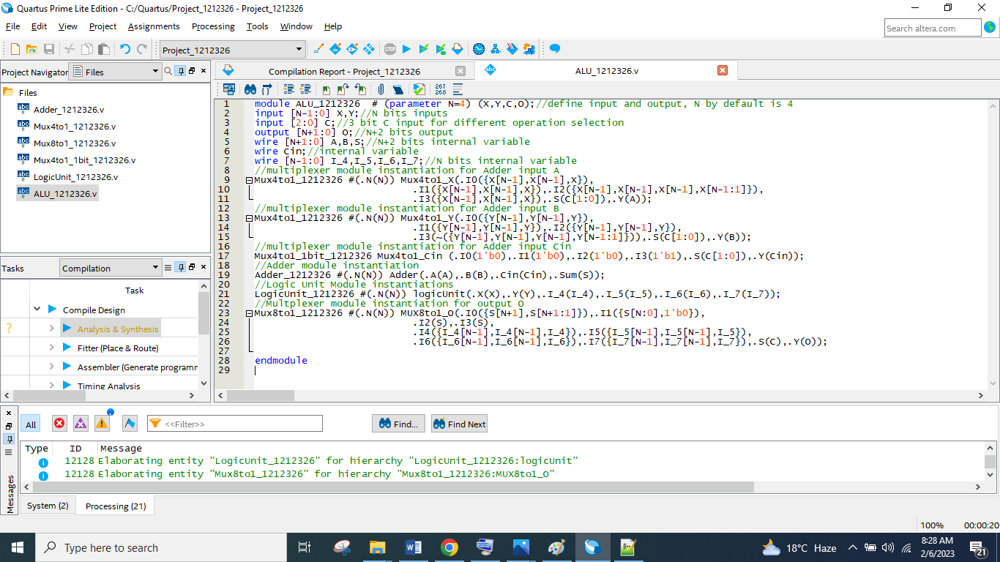 Quartus Prime Lite Edition - C:/Quartus/Project_1212326 - Project_1212326
File Edit View Project Assignments Processing Tools Window Help
Search altera.com
Project_1212326
Project Navigator Files
Compilation Report - Project_1212326
ALU_1212326.v
Files
Adder_1212326.v
Mux4to1_1212326.v
Mux8to1_1212326.v
Mux4to1_1bit_1212326.v
LogicUnit_1212326.v
ALU_1212326.v
Tasks Compilation
Task
Compile Design
Analysis & Synthesis
Fitter (Place & Route)
Assembler (Generate programm
Timing Analysis
267
268
1 module ALU_1212326 # (parameter N=4) (X,Y,C,O);//define input and output, N by default is 4
2 input [N-1:0] X,Y;//N bits inputs
3 input [2:0] C;//3 bit C input for different operation selection
4 output [N+1:0] O;//N+2 bits output
5 wire [N+1:0] A,B,S;//N+2 bits internal variable
6 wire Cin;//internal variable
7 wire [N-1:0] I_4,I_5,I_6,I_7;//N bits internal variable
8 //multiplexer module instantiation for Adder input A
9 Mux4to1_1212326 #(.N(N)) Mux4to1_X(.I0({X[N-1],X[N-1],X}),
10 .I1({X[N-1],X[N-1],X}),.I2({X[N-1],X[N-1],X[N-1],X[N-1:1]}),
11 .I3({X[N-1],X[N-1],X}),.S(C[1:0]),.Y(A));
12 //multiplexer module instantiation for Adder input B
13 Mux4to1_1212326 #(.N(N)) Mux4to1_Y(.I0({Y[N-1],Y[N-1],Y}),
14 .I1({Y[N-1],Y[N-1],Y}),.I2({Y[N-1],Y[N-1],Y}),
15 .I3(~({Y[N-1],Y[N-1],Y[N-1],Y[N-1:1]})),.S(C[1:0]),.Y(B));
16 //multiplexer module instantiation for Adder input Cin
17 Mux4to1_1bit_1212326 Mux4to1_Cin (.I0(1'b0),.I1(1'b0),.I2(1'b0),.I3(1'b1),.S(C[1:0]),.Y(Cin));
18 //Adder module instantiation
19 Adder_1212326 #(.N(N)) Adder(.A(A),.B(B),.Cin(Cin),.Sum(S));
20 //Logic Unit Module instantiations
21 LogicUnit_1212326 #(.N(N)) logicUnit(.X(X),.Y(Y),.I_4(I_4),.I_5(I_5),.I_6(I_6),.I_7(I_7));
22 //Multplexer module instantiation for output O
23 Mux8to1_1212326 #(.N(N)) MUX8to1_O(.I0({S[N+1],S[N+1:1]}),.I1({S[N:0],1'b0}),
24 .I2(S),.I3(S),
25 .I4({I_4[N-1],I_4[N-1],I_4}),.I5({I_5[N-1],I_5[N-1],I_5}),
26 .I6({I_6[N-1],I_6[N-1],I_6}),.I7({I_7[N-1],I_7[N-1],I_7}),.S(C),.Y(O));
27
28 endmodule
29
All <<Filter>> Find... Find Next
Type ID Message
12128 Elaborating entity "LogicUnit_1212326" for hierarchy "LogicUnit_1212326:logicUnit"
12128 Elaborating entity "Mux8to1_1212326" for hierarchy "Mux8to1_1212326:MUX8to1_O"
Messages
System (2) Processing (21)
100% 00:00:20
Type here to search
18°C Haze
8:28 AM
2/6/2023
21